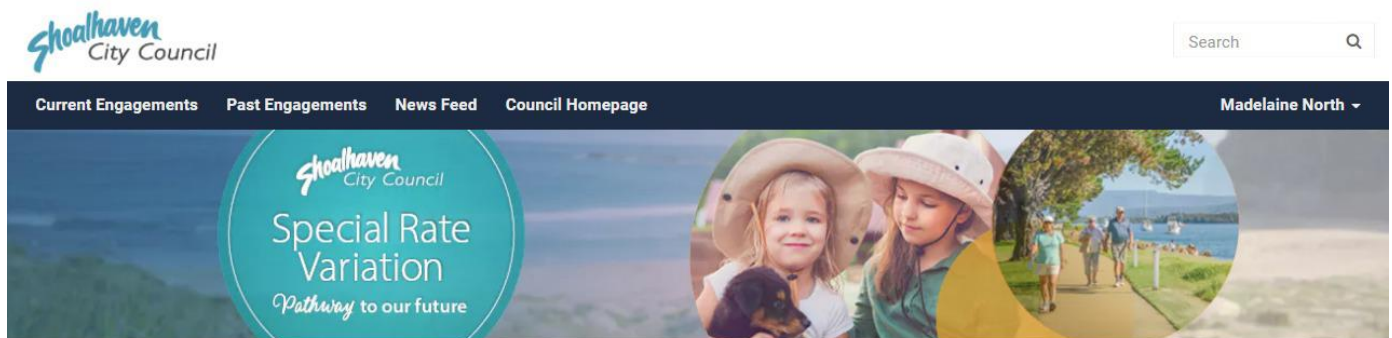 Shoalhaven
City Council
Search
Current Engagements Past Engagements News Feed Council Homepage Madelaine North
Shoalhaven
City Council
Special Rate
Variation
Pathway to our future